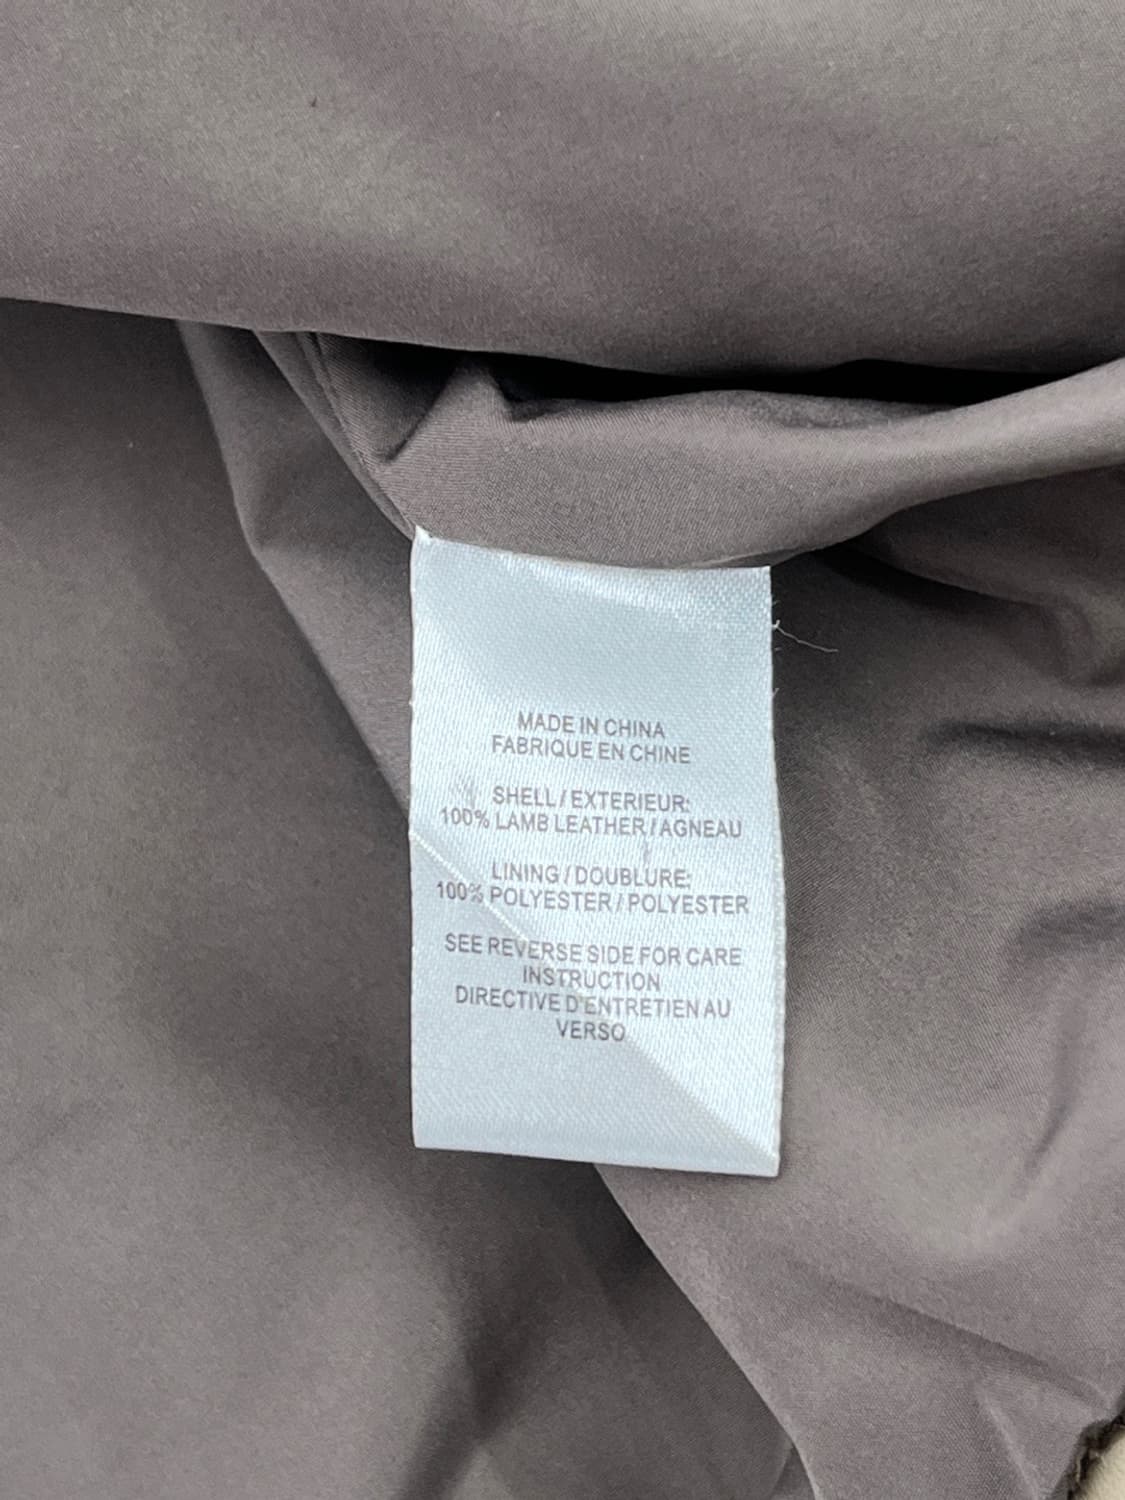 MADE IN CHINA
FABRIQUE EN CHINE
SHELL / EXTERIEUR:
100% LAMB LEATHER / AGNEAU
LINING / DOUBLURE:
100% POLYESTER / POLYESTER
SEE REVERSE SIDE FOR CARE
INSTRUCTION
DIRECTIVE D'ENTRETIEN AU
VERSO